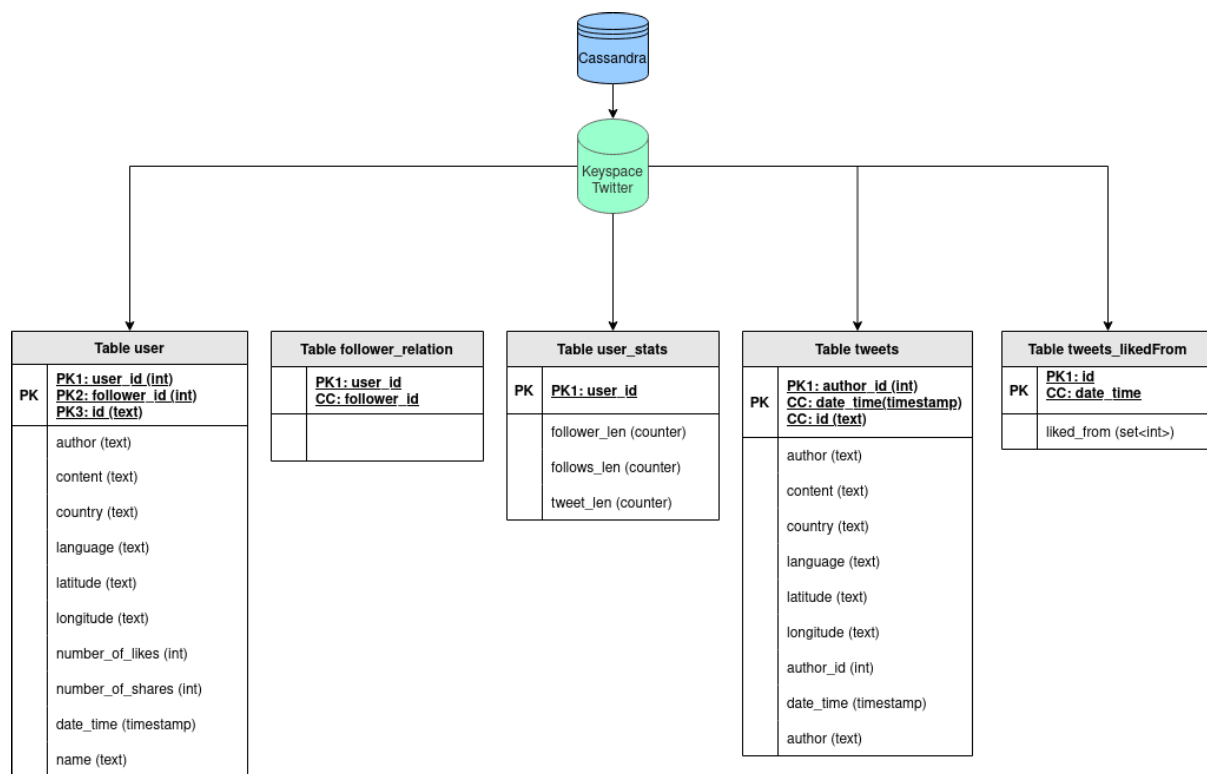 Cassandra
Keyspace
Twitter
Table user
PK
PK1: user_id (int)
PK2: follower_id (int)
PK3: id (text)
author (text)
content (text)
country (text)
language (text)
latitude (text)
longitude (text)
number_of_likes (int)
number_of_shares (int)
date_time (timestamp)
name (text)
Table follower_relation
PK1: user_id
CC: follower_id
Table user_stats
PK
PK1: user_id
follower_len (counter)
follows_len (counter)
tweet_len (counter)
Table tweets
PK
PK1: author_id (int)
CC: date_time(timestamp)
CC: id (text)
author (text)
content (text)
country (text)
language (text)
latitude (text)
longitude (text)
author_id (int)
date_time (timestamp)
author (text)
Table tweets_likedFrom
PK
PK1: id
CC: date_time
liked_from (set<int>)